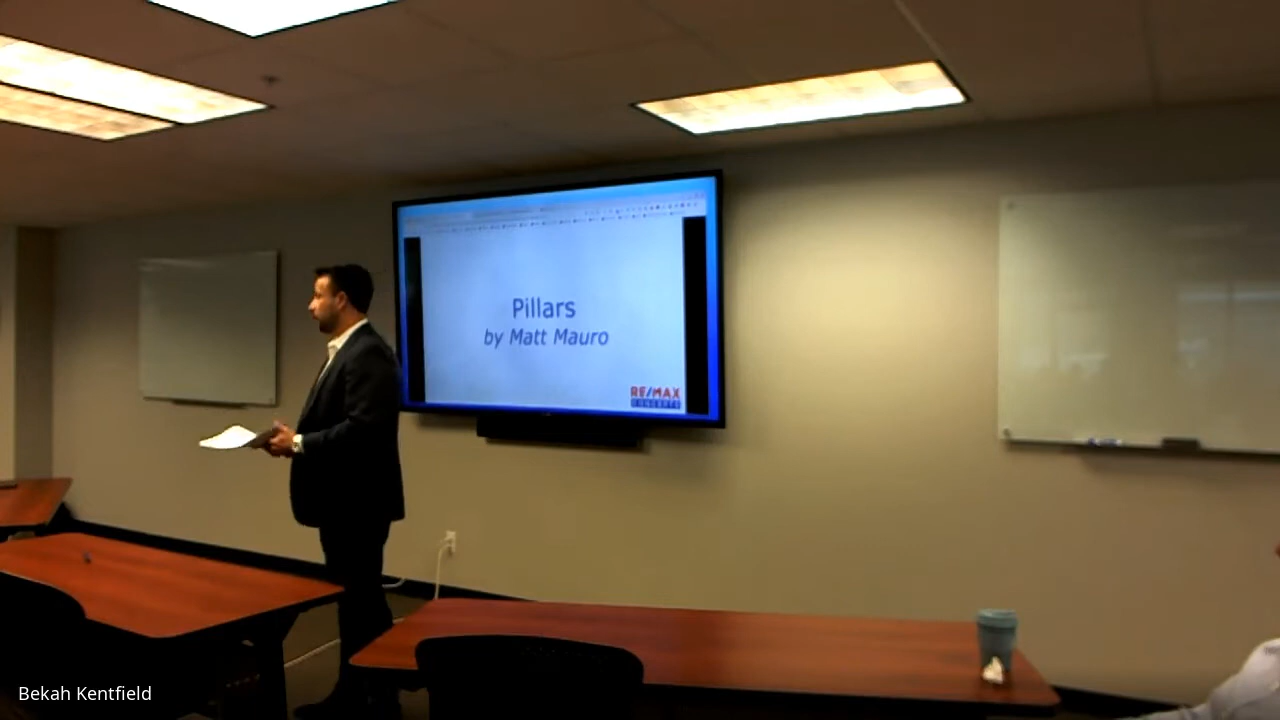 Pillars
by Matt Mauro
RE/MAX
CONCEPTS
Bekah Kentfield